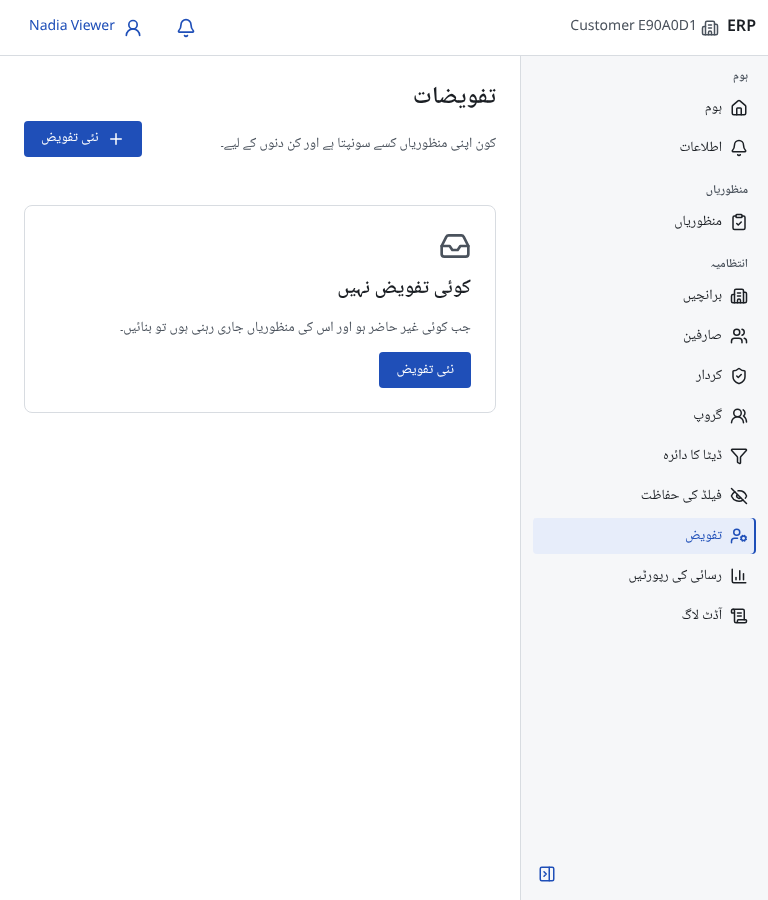 ERP
Customer E90A0D1
Nadia Viewer
ہوم
ہوم
اطلاعات
منظوریاں
منظوریاں
انتظامیہ
برانچیں
صارفین
کردار
گروپ
ڈیٹا کا دائرہ
فیلڈ کی حفاظت
تفویض
رسائی کی رپورٹیں
آڈٹ لاگ
تفویضات
کون اپنی منظوریاں کسے سونپتا ہے اور کن دنوں کے لیے۔
نئی تفویض
کوئی تفویض نہیں
جب کوئی غیر حاضر ہو اور اس کی منظوریاں جاری رہنی ہوں تو بنائیں۔
نئی تفویض